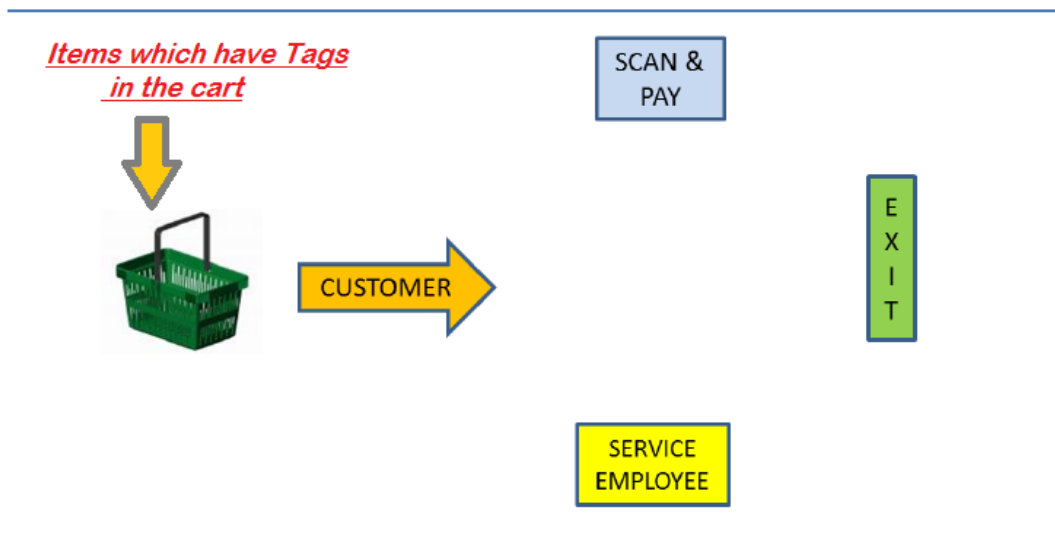 Items which have Tags
in the cart
SCAN &
PAY
E
X
I
T
CUSTOMER
SERVICE
EMPLOYEE